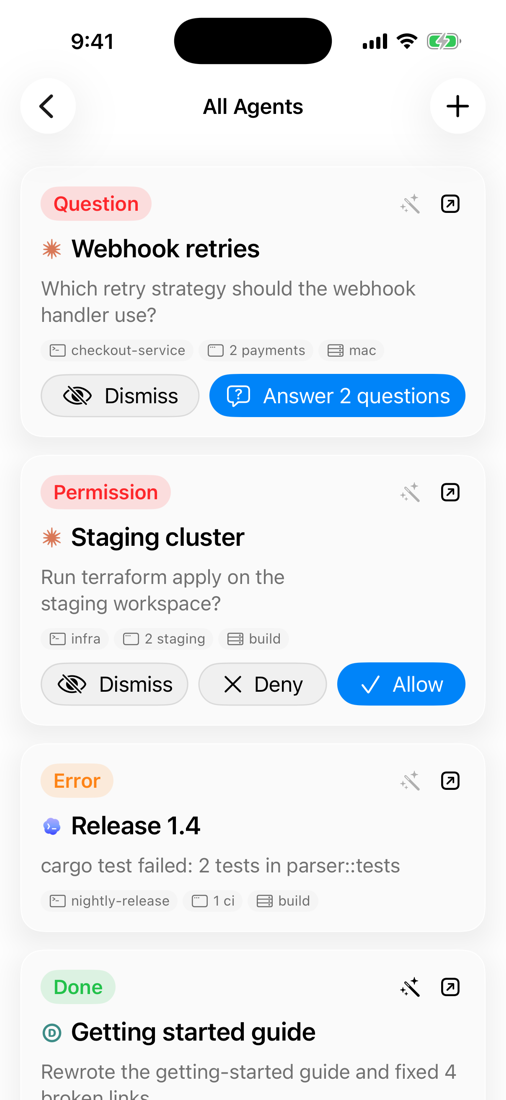 9:41
All Agents
Question
Webhook retries
Which retry strategy should the webhook
handler use?
checkout-service
2 payments
mac
Dismiss
Answer 2 questions
Permission
Staging cluster
Run terraform apply on the
staging workspace?
infra
2 staging
build
Dismiss
Deny
Allow
Error
Release 1.4
cargo test failed: 2 tests in parser::tests
nightly-release
1 ci
build
Done
Getting started guide
Rewrote the getting-started guide and fixed 4
broken links